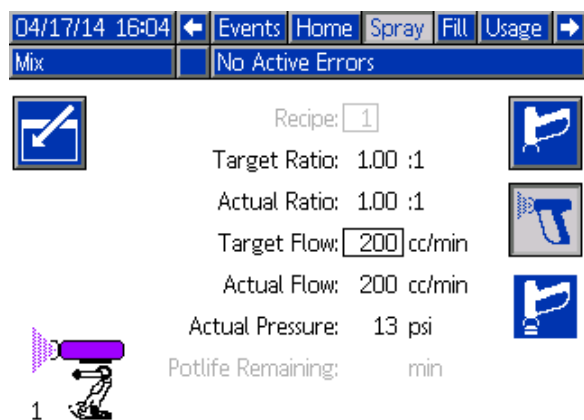 04/17/14 16:04 Events Home Spray Fill Usage
Mix No Active Errors
Recipe: 1
Target Ratio: 1.00 :1
Actual Ratio: 1.00 :1
Target Flow: 200 cc/min
Actual Flow: 200 cc/min
Actual Pressure: 13 psi
Potlife Remaining: min
1